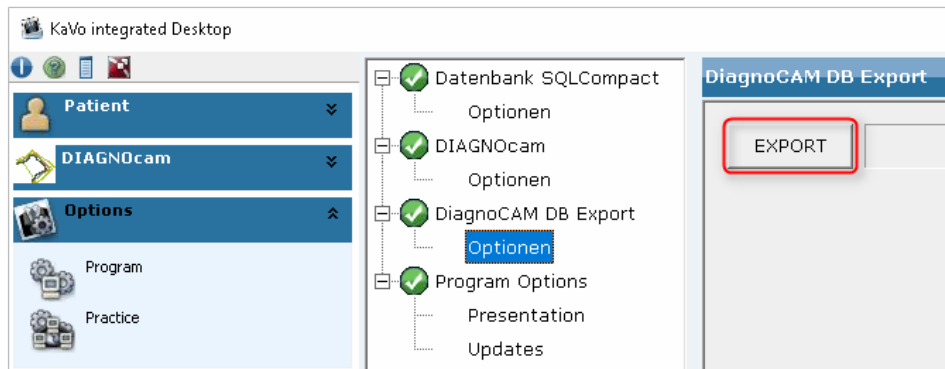 KaVo integrated Desktop
Patient
DIAGNOcam
Options
Program
Practice
Datenbank SQLCompact
Optionen
DIAGNOcam
Optionen
DiagnoCAM DB Export
Optionen
Program Options
Presentation
Updates
DiagnoCAM DB Export
EXPORT